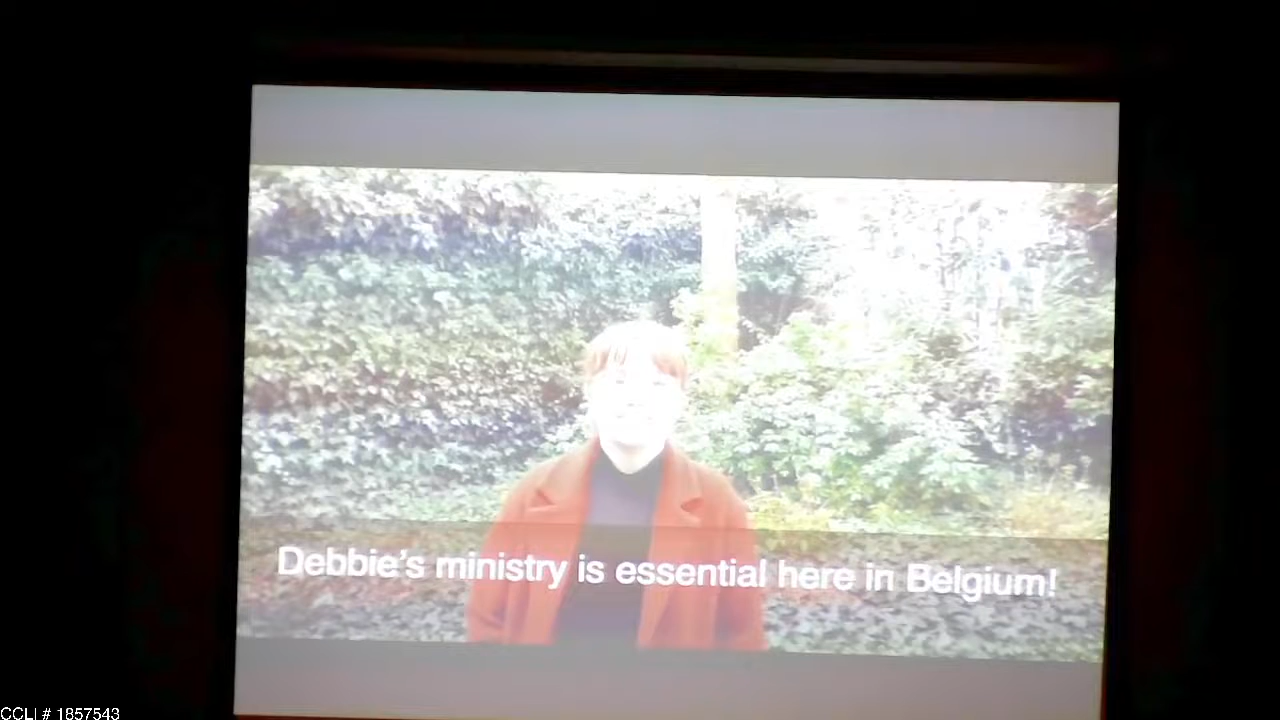 Debbie's ministry is essential here in Belgium!
CCLI # 1857543